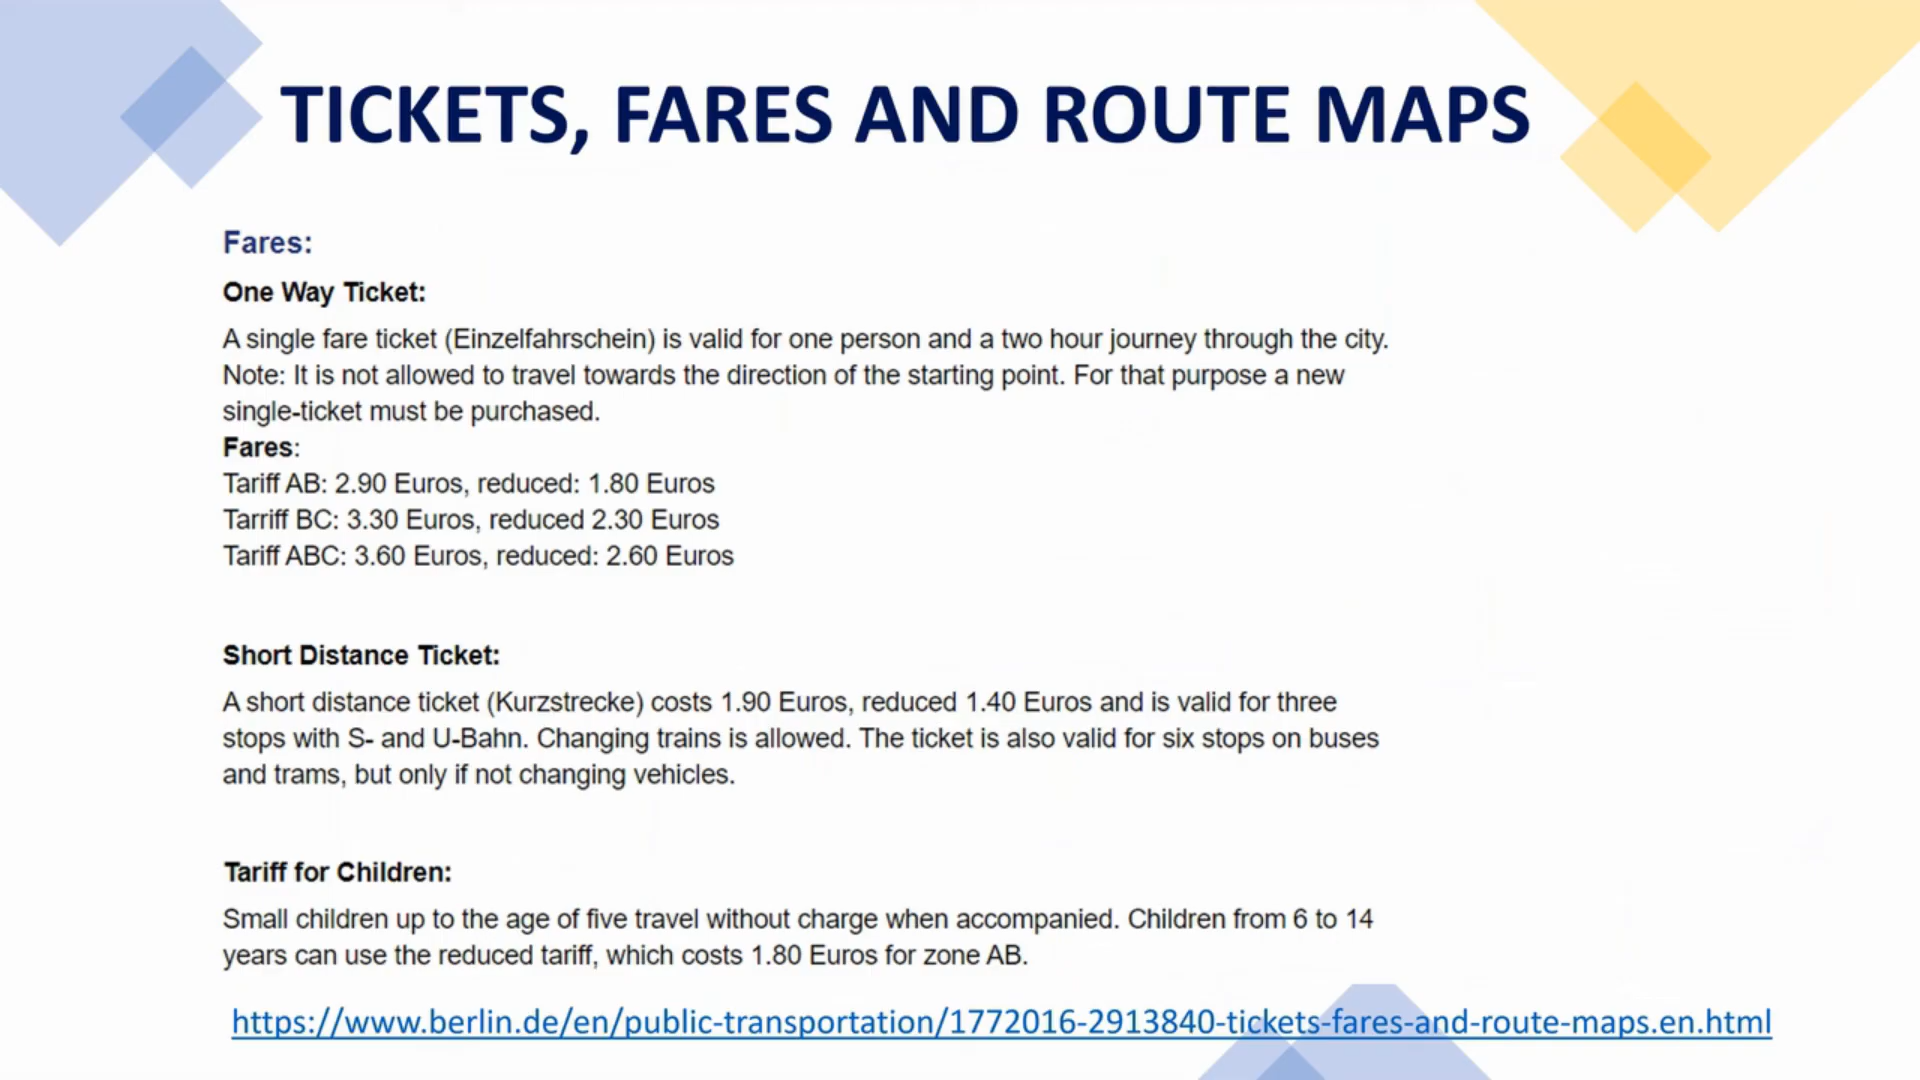 TICKETS, FARES AND ROUTE MAPS
Fares:
One Way Ticket:
A single fare ticket (Einzelfahrschein) is valid for one person and a two hour journey through the city.
Note: It is not allowed to travel towards the direction of the starting point. For that purpose a new
single-ticket must be purchased.
Fares:
Tariff AB: 2.90 Euros, reduced: 1.80 Euros
Tarriff BC: 3.30 Euros, reduced 2.30 Euros
Tariff ABC: 3.60 Euros, reduced: 2.60 Euros
Short Distance Ticket:
A short distance ticket (Kurzstrecke) costs 1.90 Euros, reduced 1.40 Euros and is valid for three
stops with S- and U-Bahn. Changing trains is allowed. The ticket is also valid for six stops on buses
and trams, but only if not changing vehicles.
Tariff for Children:
Small children up to the age of five travel without charge when accompanied. Children from 6 to 14
years can use the reduced tariff, which costs 1.80 Euros for zone AB.
https://www.berlin.de/en/public-transportation/1772016-2913840-tickets-fares-and-route-maps.en.html